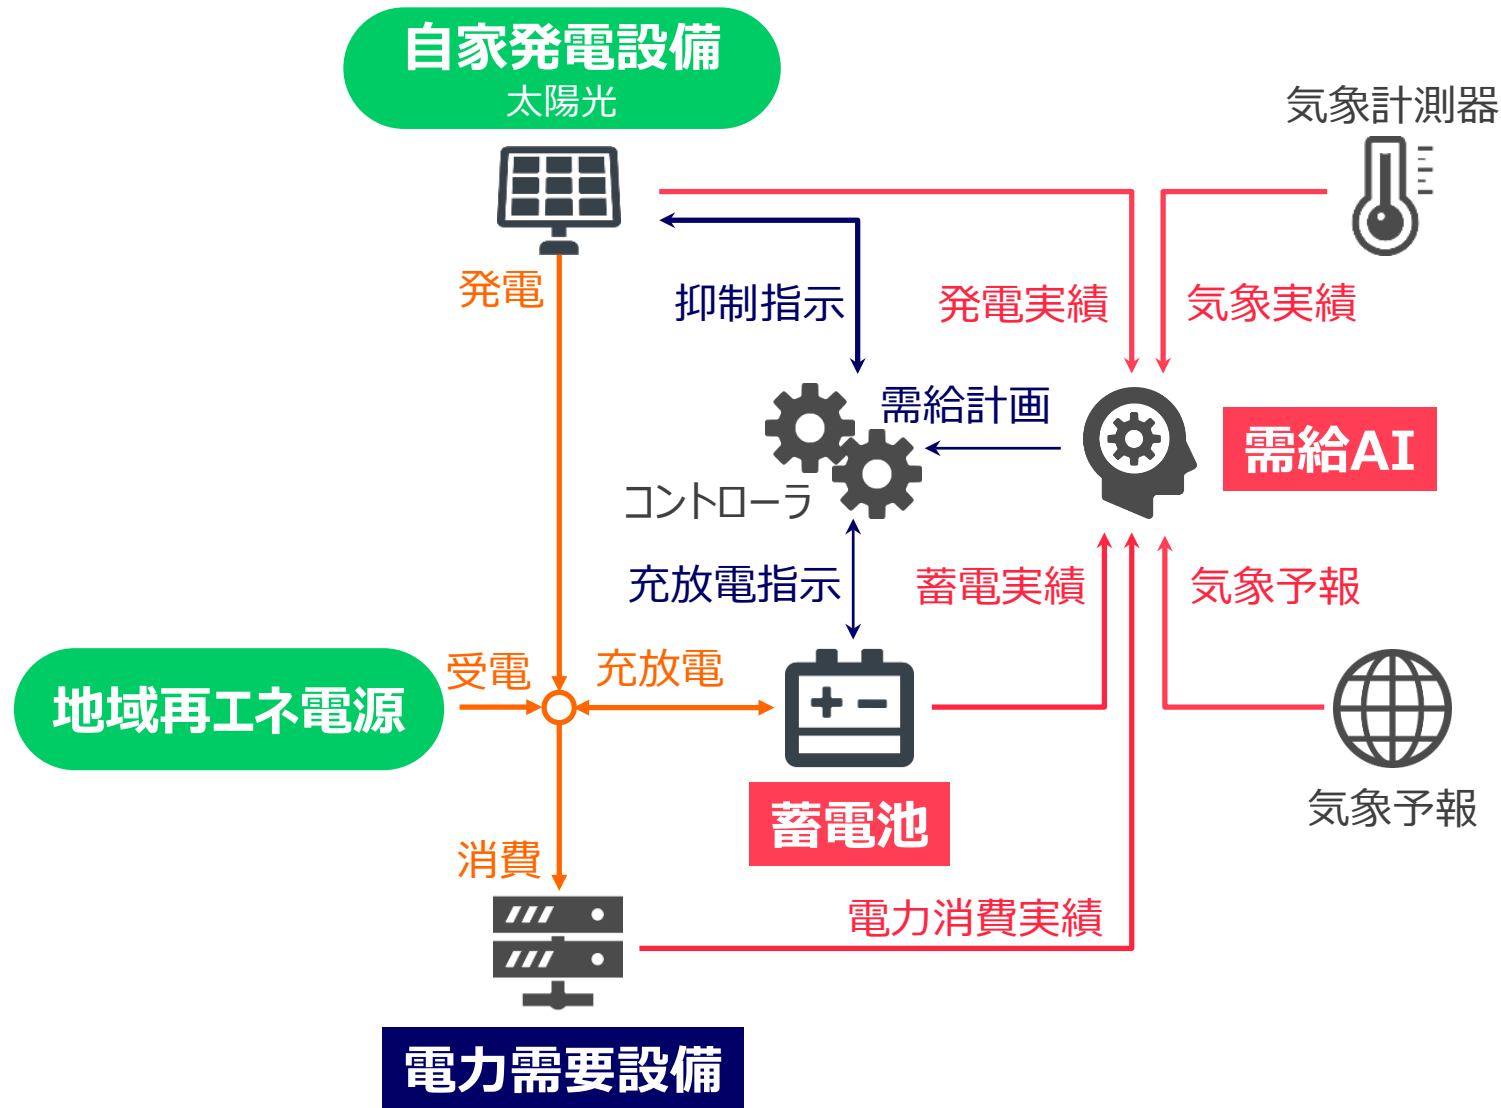 自家発電設備
太陽光
気象計測器
発電
抑制指示
発電実績
気象実績
需給計画
需給AI
コントローラ
充放電指示
蓄電実績
気象予報
地域再エネ電源
受電
充放電
蓄電池
気象予報
消費
電力消費実績
電力需要設備